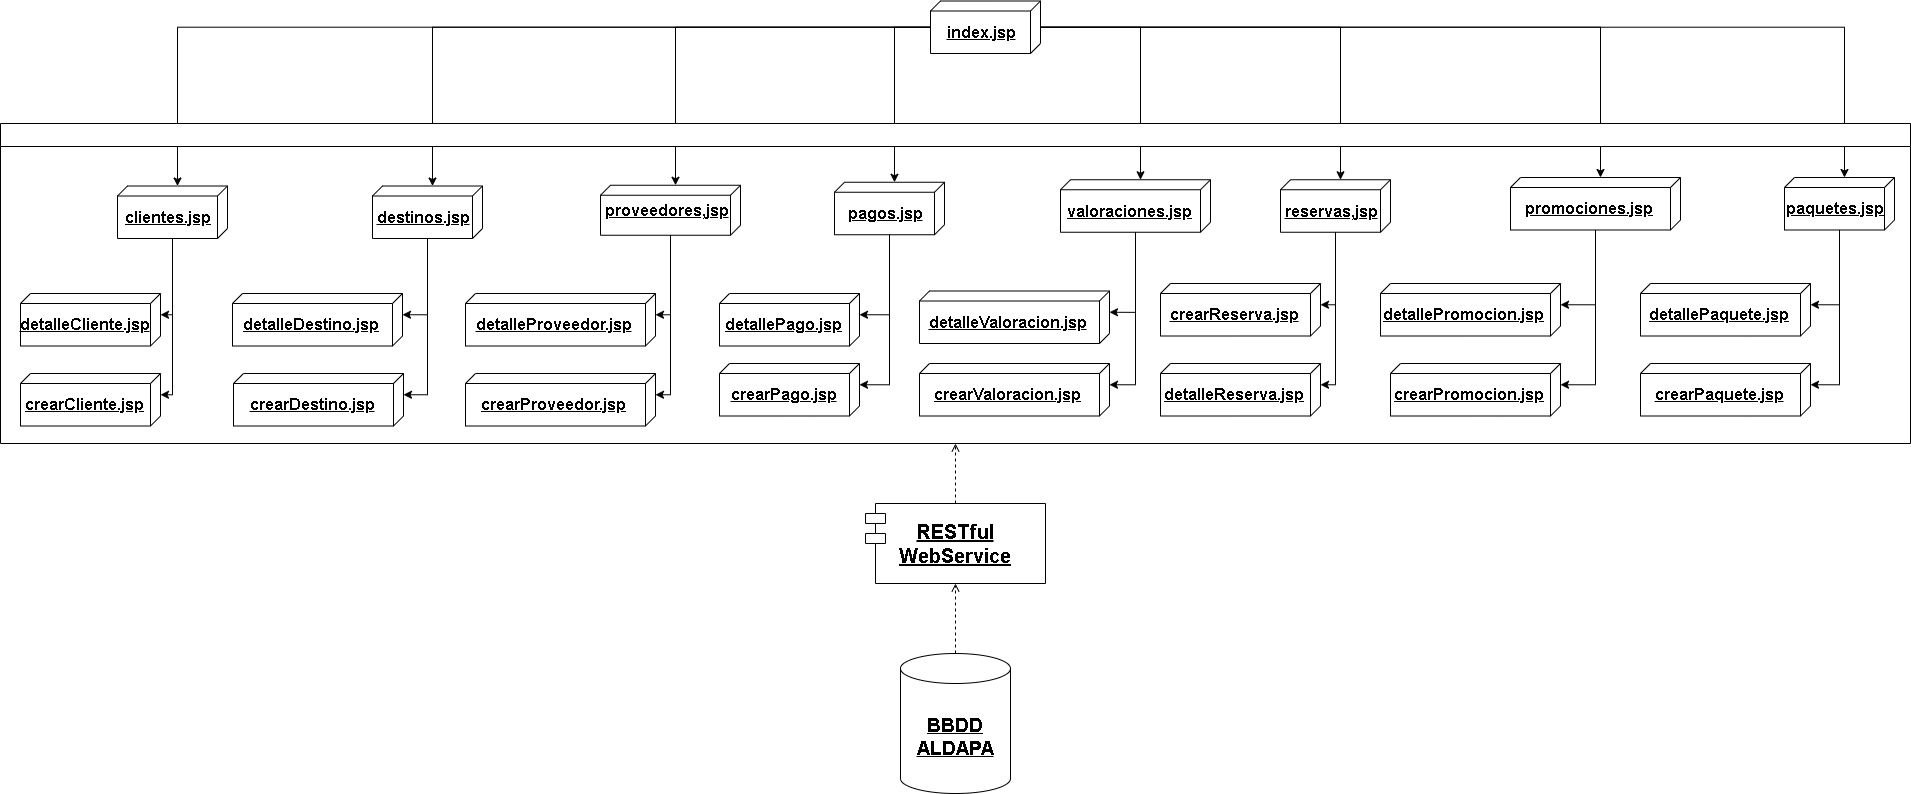 index.jsp
clientes.jsp
destinos.jsp
proveedores.jsp
pagos.jsp
valoraciones.jsp
reservas.jsp
promociones.jsp
paquetes.jsp
detalleCliente.jsp
detalleDestino.jsp
detalleProveedor.jsp
detallePago.jsp
detalleValoracion.jsp
crearReserva.jsp
detallePromocion.jsp
detallePaquete.jsp
crearCliente.jsp
crearDestino.jsp
crearProveedor.jsp
crearPago.jsp
crearValoracion.jsp
detalleReserva.jsp
crearPromocion.jsp
crearPaquete.jsp
RESTful
WebService
BBDD
ALDAPA